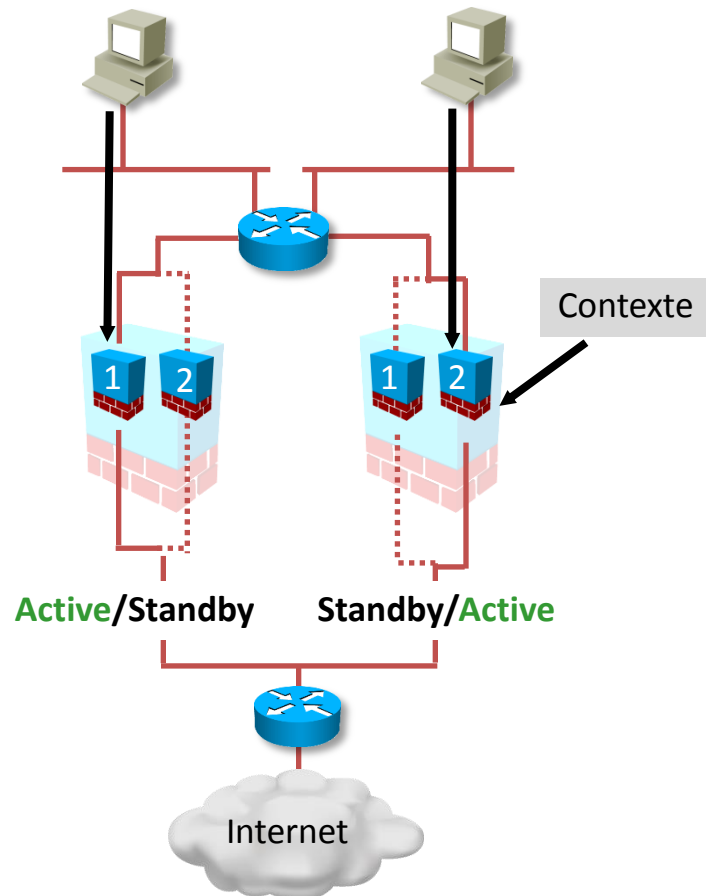 Contexte
1
2
1
2
Active/Standby
Standby/Active
Internet